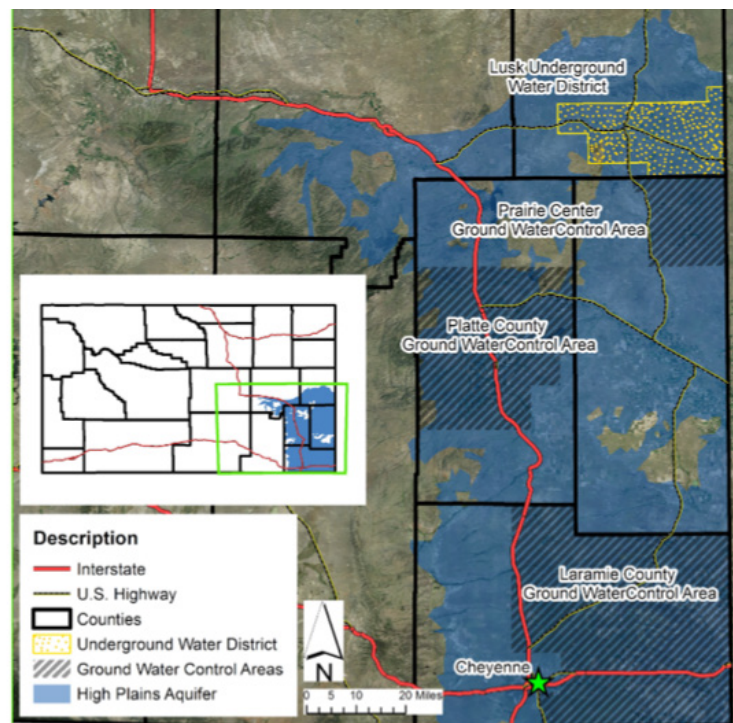 Lusk Underground
Water District
Prairie Center
Ground WaterControl Area
Platte County
Ground WaterControl Area
Laramie County
Ground WaterControl Area
Cheyenne
Description
Interstate
U.S. Highway
Counties
Underground Water District
Ground Water Control Areas
High Plains Aquifer
N
0 5 10 20 Miles